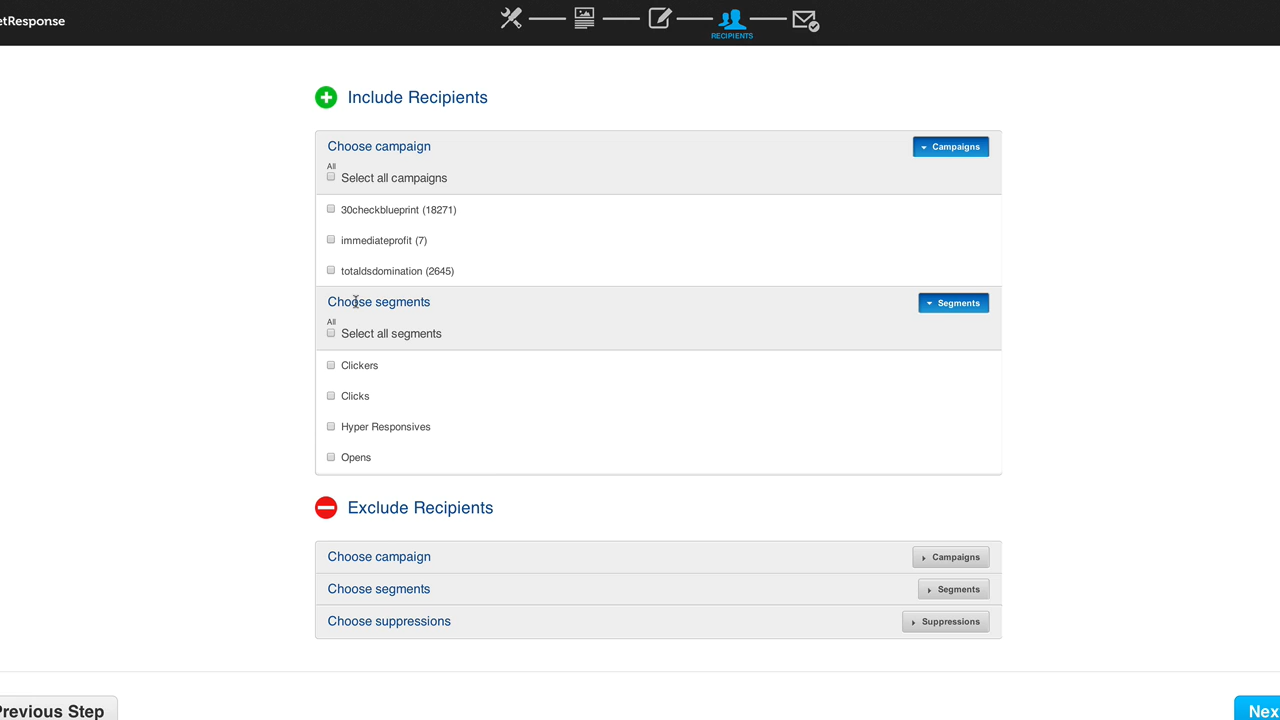 etResponse
RECIPIENTS
Include Recipients
Choose campaign
Campaigns
All
Select all campaigns
30checkblueprint (18271)
immediateprofit (7)
totaldsdomination (2645)
Choose segments
Segments
All
Select all segments
Clickers
Clicks
Hyper Responsives
Opens
Exclude Recipients
Choose campaign
Campaigns
Choose segments
Segments
Choose suppressions
Suppressions
Previous Step
Nex